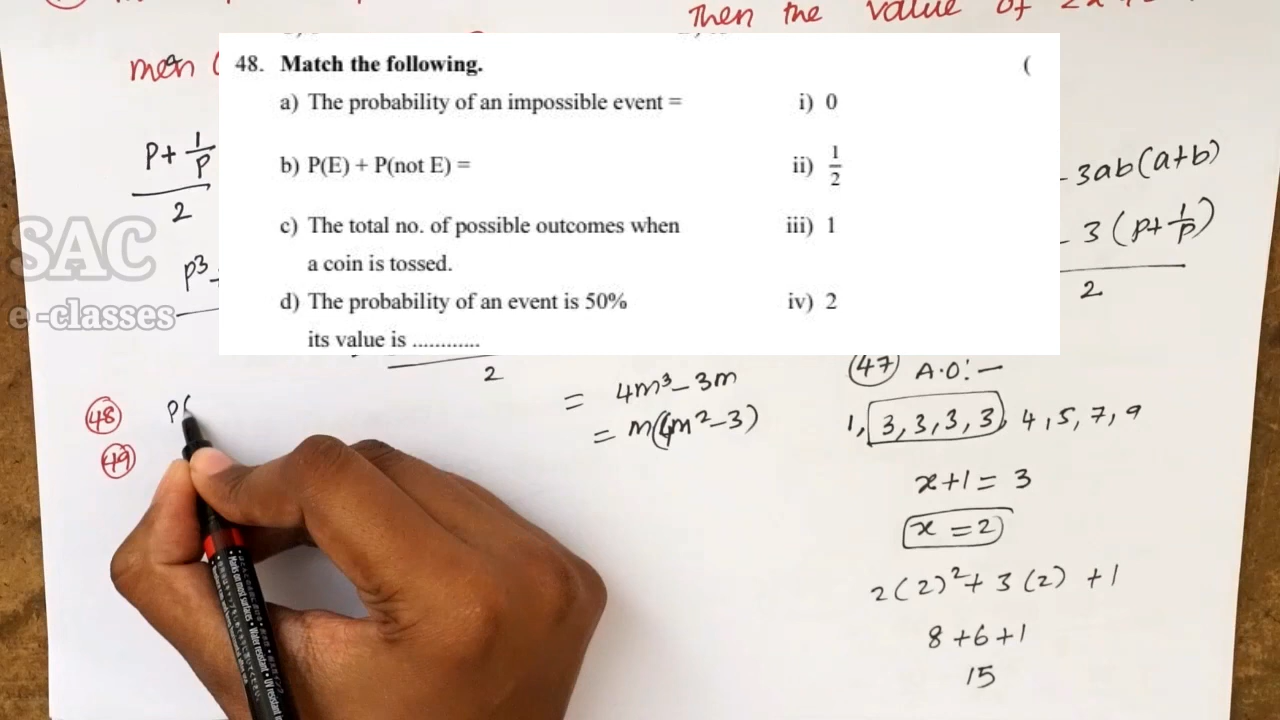 Then the value of
men (
48. Match the following. (
a) The probability of an impossible event = i) 0
b) P(E) + P(not E) = ii) 1/2
c) The total no. of possible outcomes when iii) 1
a coin is tossed.
d) The probability of an event is 50% iv) 2
its value is ............
P + 1/P
2
SAC
e -classes
P³ -
- 3ab(a+b)
- 3 (P + 1/P)
2
2
= 4m³ - 3m
= m(4m² - 3)
48 P(
49
47 A.O:-
1, 3, 3, 3, 3, 4, 5, 7, 9
x+1 = 3
x = 2
2(2)² + 3(2) + 1
8 + 6 + 1
15